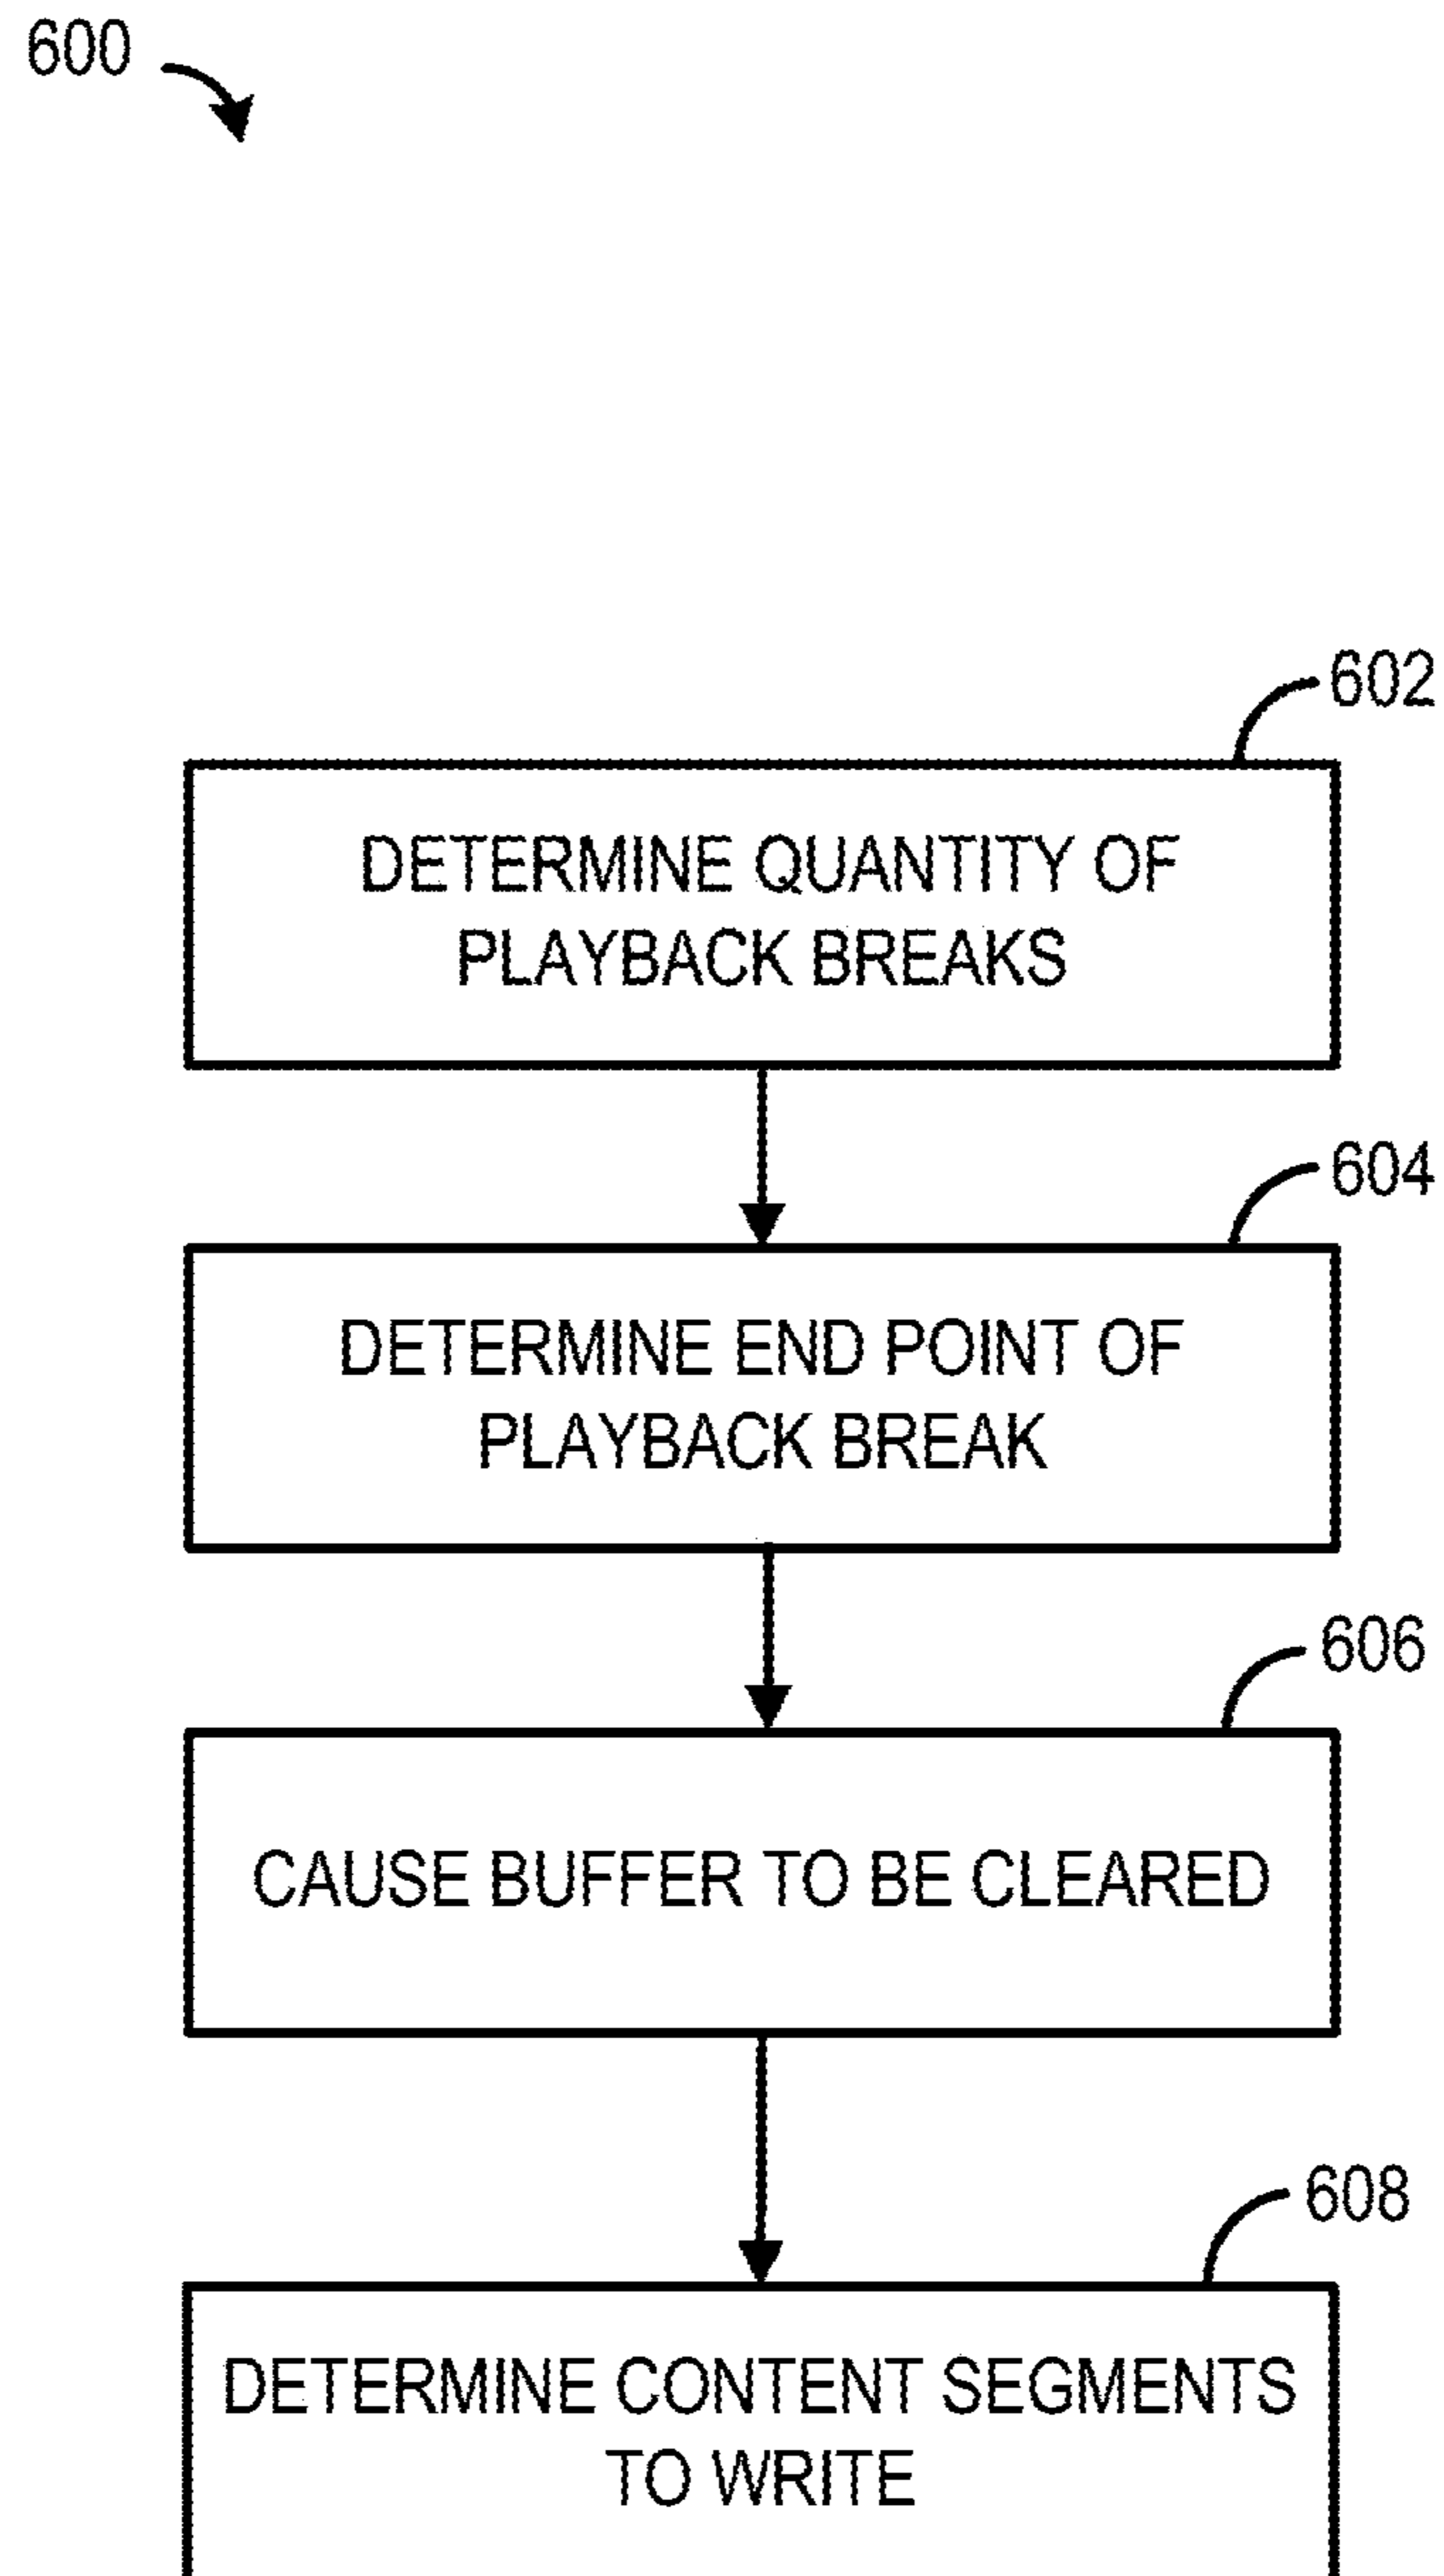 600
602
DETERMINE QUANTITY OF
PLAYBACK BREAKS
604
DETERMINE END POINT OF
PLAYBACK BREAK
606
CAUSE BUFFER TO BE CLEARED
608
DETERMINE CONTENT SEGMENTS
TO WRITE